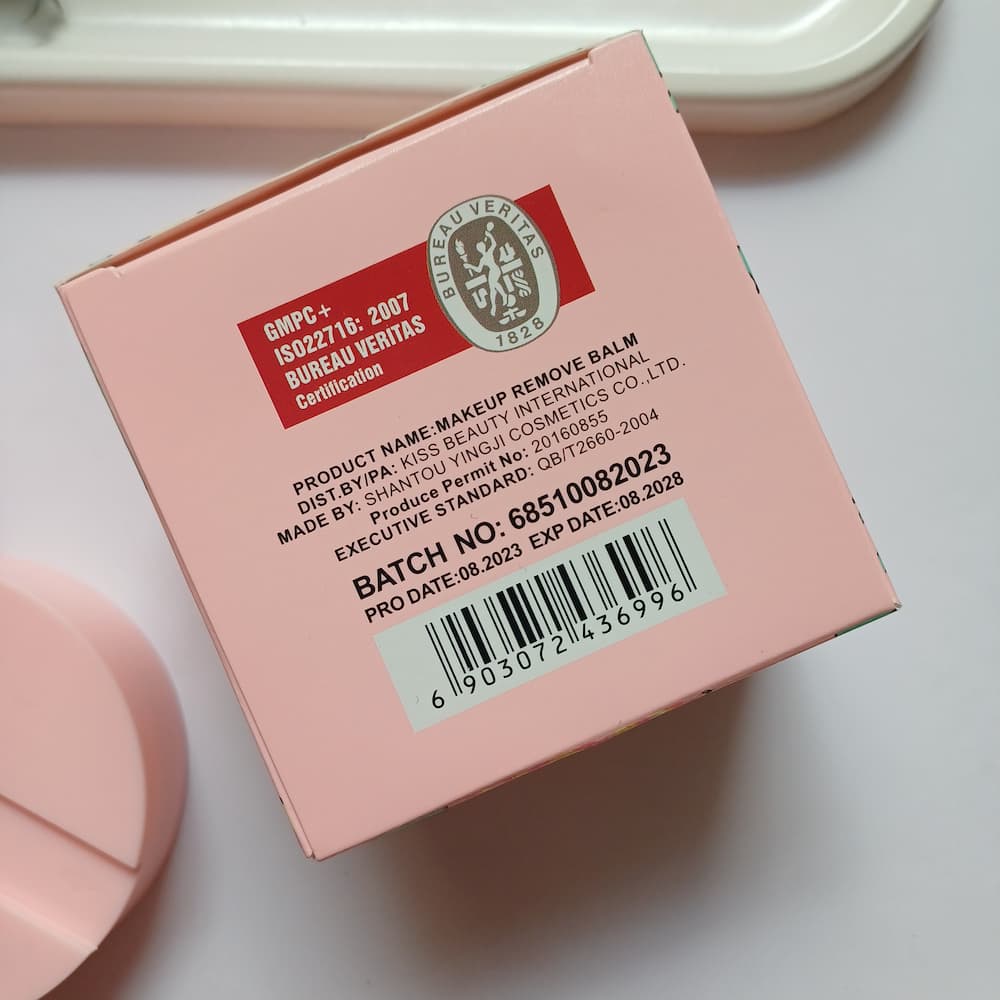 BUREAU VERITAS
1828
GMPC+
ISO22716: 2007
BUREAU VERITAS
Certification
PRODUCT NAME:MAKEUP REMOVE BALM
DIST.BY/PA: KISS BEAUTY INTERNATIONAL
MADE BY: SHANTOU YINGJI COSMETICS CO.,LTD.
Produce Permit No: 20160855
EXECUTIVE STANDARD: QB/T2660-2004
BATCH NO: 68510082023
PRO DATE:08.2023 EXP DATE:08.2028
6 903072 436996